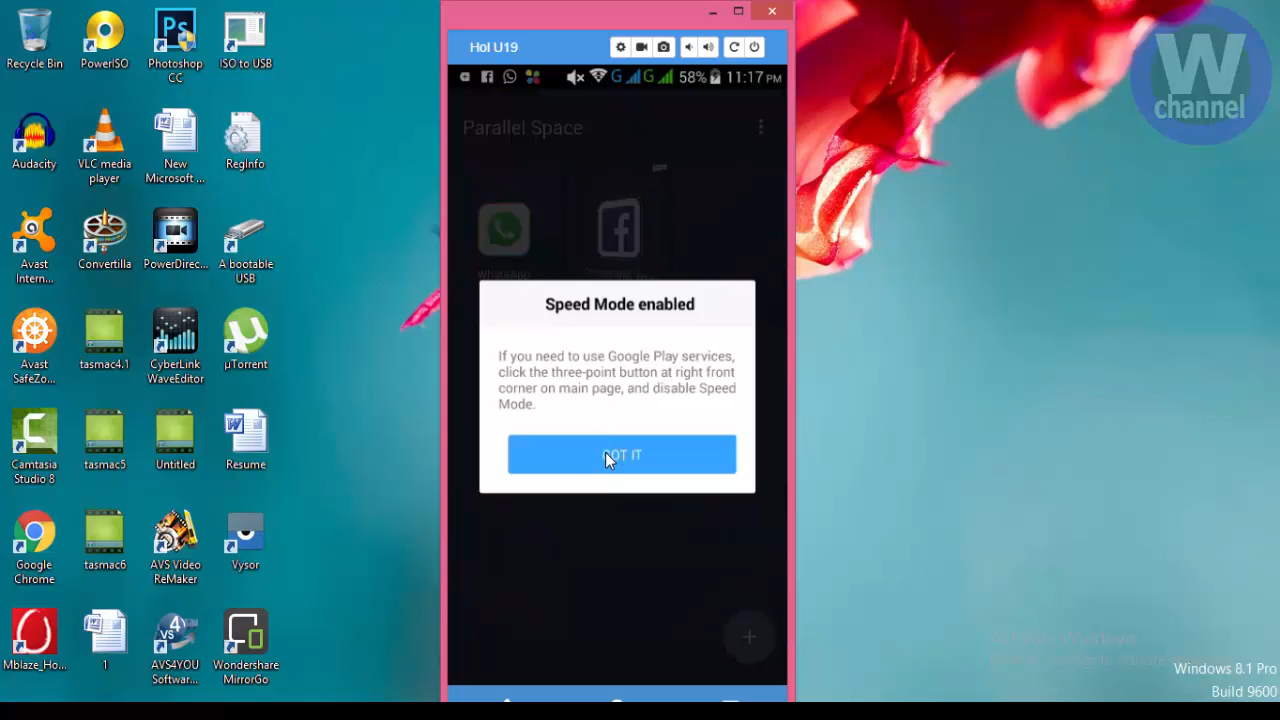 Recycle Bin
PowerISO
Photoshop
CC
ISO to USB
Audacity
VLC media
player
New
Microsoft ...
RegInfo
Avast
Intern...
Convertilla
PowerDirec...
A bootable
USB
Avast
SafeZo...
tasmac4.1
CyberLink
WaveEditor
µTorrent
Camtasia
Studio 8
tasmac5
Untitled
Resume
Google
Chrome
tasmac6
AVS Video
ReMaker
Vysor
Mblaze_Ho...
1
AVS4YOU
Softwar...
Wondershare
MirrorGo
Hol U19
58% 11:17 PM
Parallel Space
WhatsApp
Speed Mode enabled
If you need to use Google Play services,
click the three-point button at right front
corner on main page, and disable Speed
Mode.
GOT IT
W
channel
Windows 8.1 Pro
Build 9600